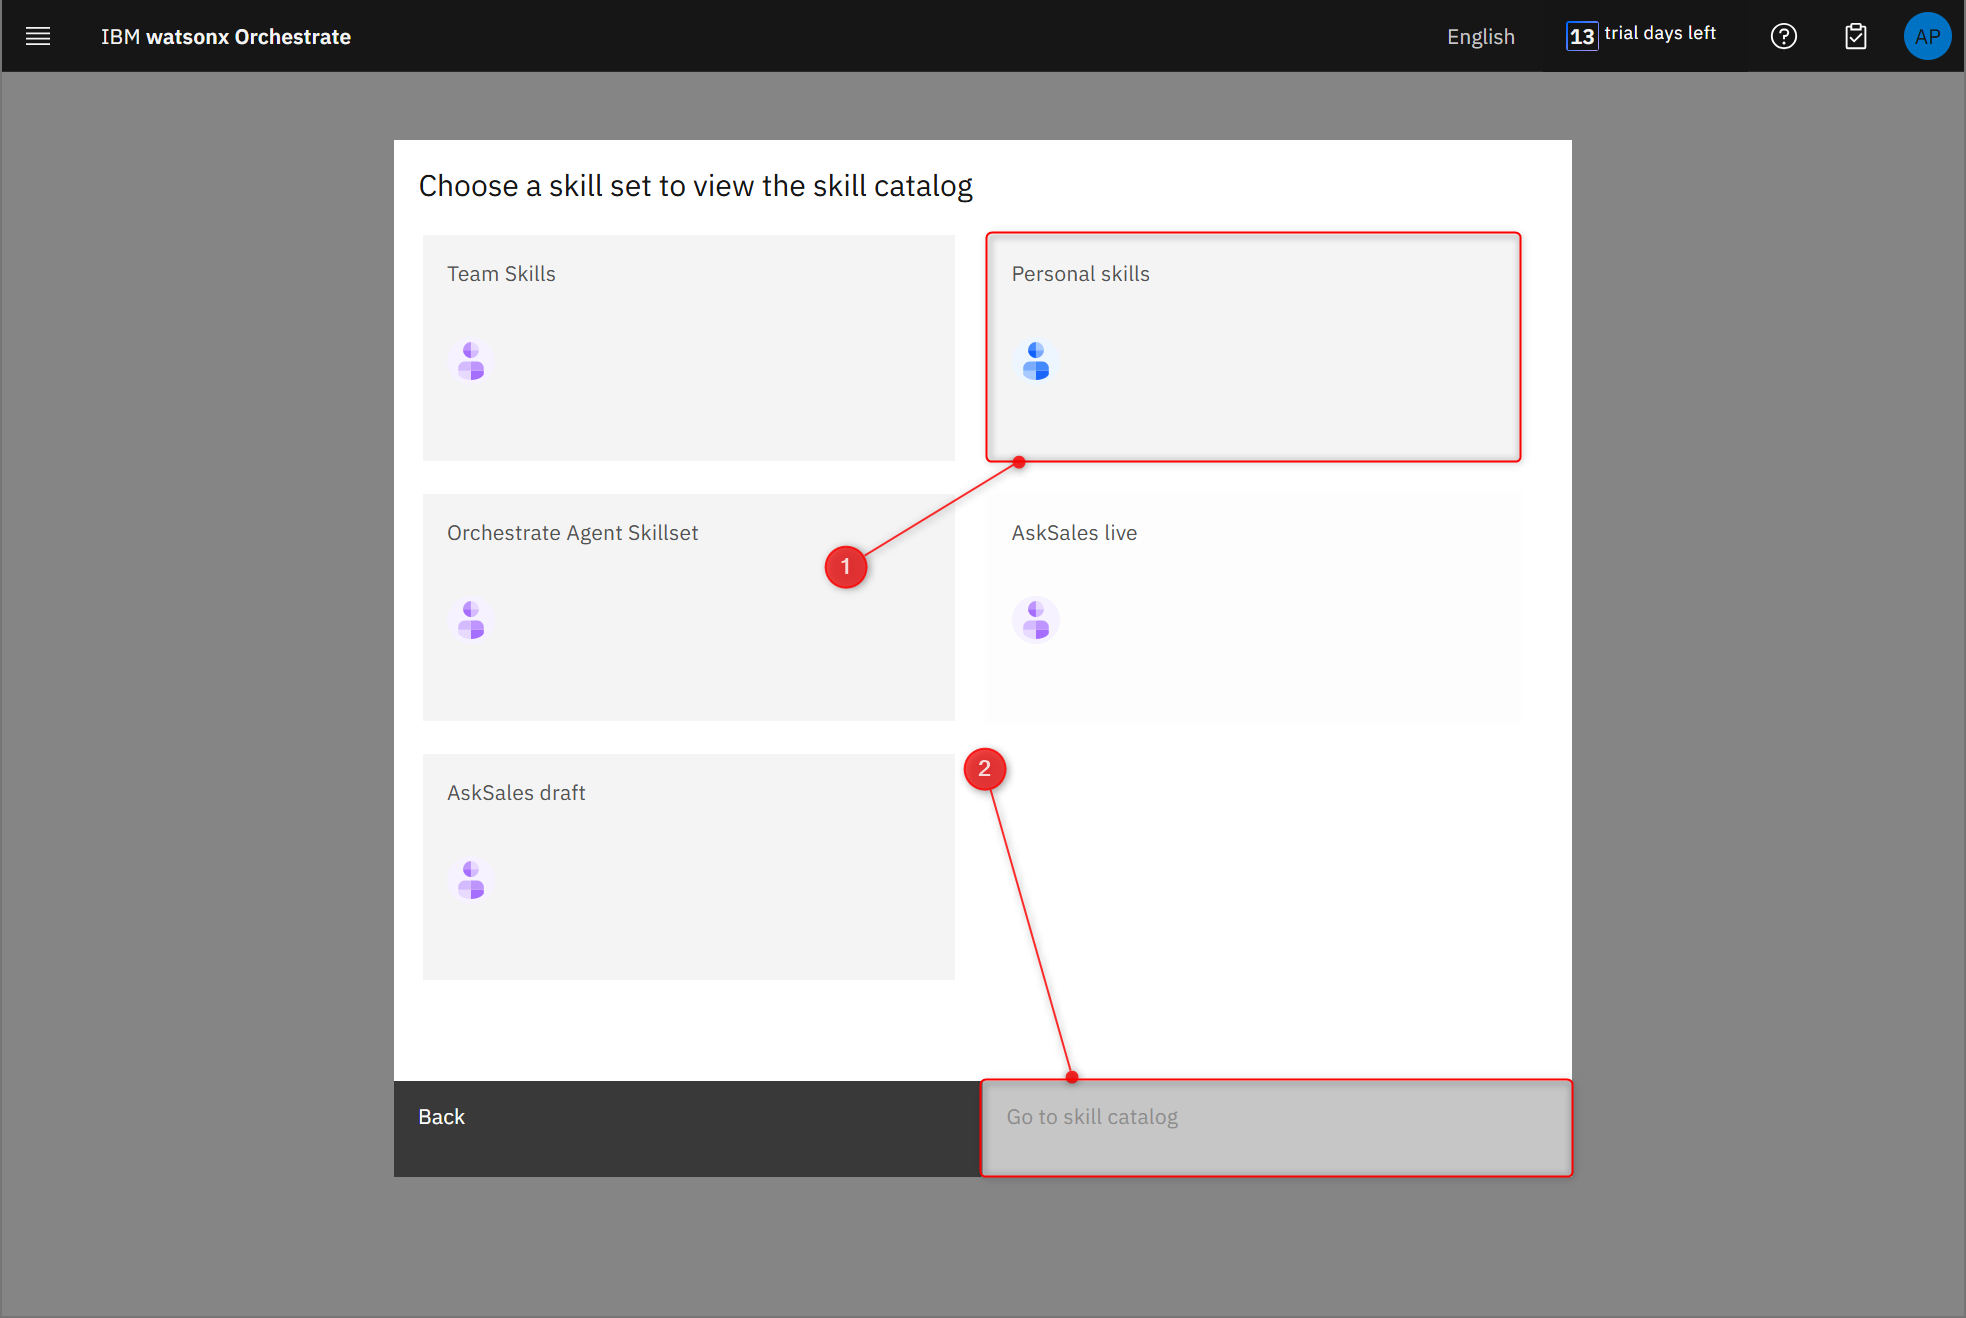 IBM watsonx Orchestrate
English
13 trial days left
AP
Choose a skill set to view the skill catalog
Team Skills
Personal skills
Orchestrate Agent Skillset
1
AskSales live
AskSales draft
2
Back
Go to skill catalog